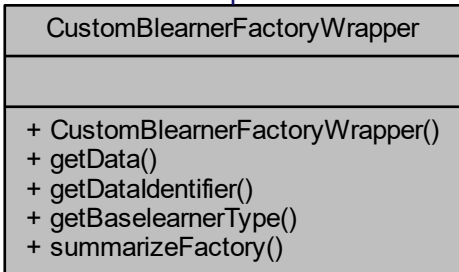 CustomBlearnerFactoryWrapper
+ CustomBlearnerFactoryWrapper()
+ getData()
+ getDataIdentifier()
+ getBaselearnerType()
+ summarizeFactory()